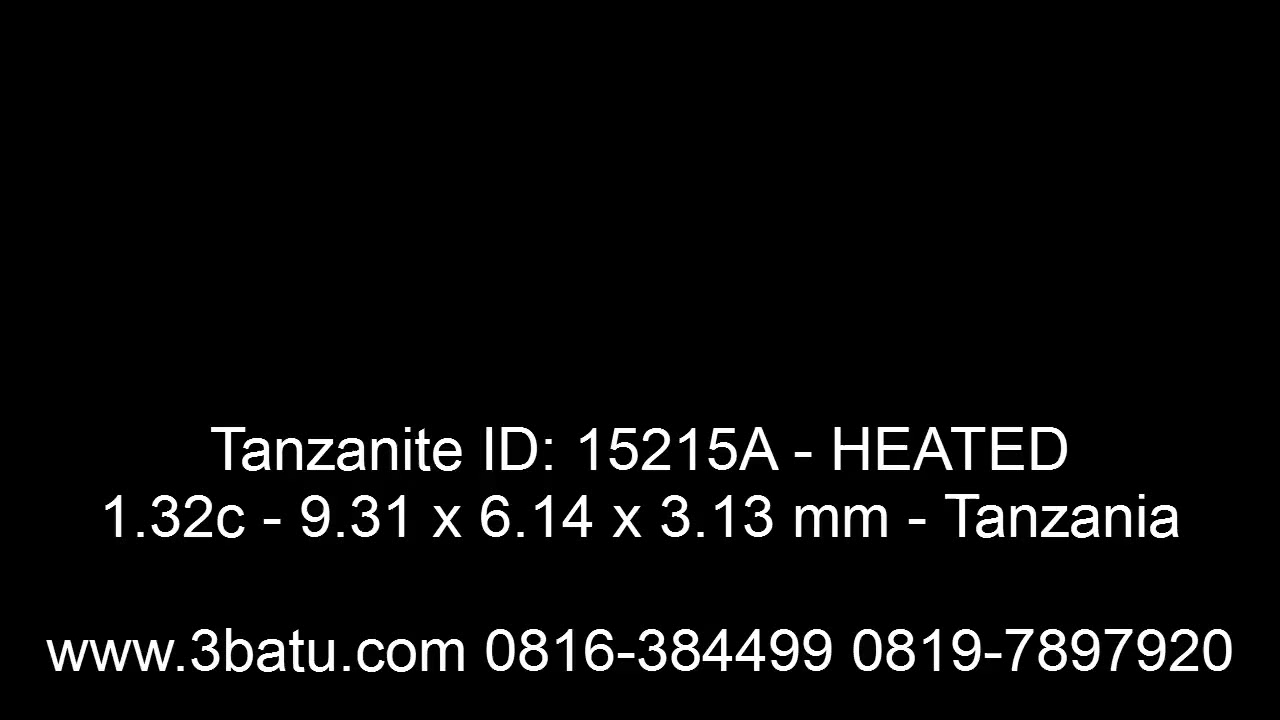 Tanzanite ID: 15215A - HEATED
1.32c - 9.31 x 6.14 x 3.13 mm - Tanzania
www.3batu.com 0816-384499 0819-7897920